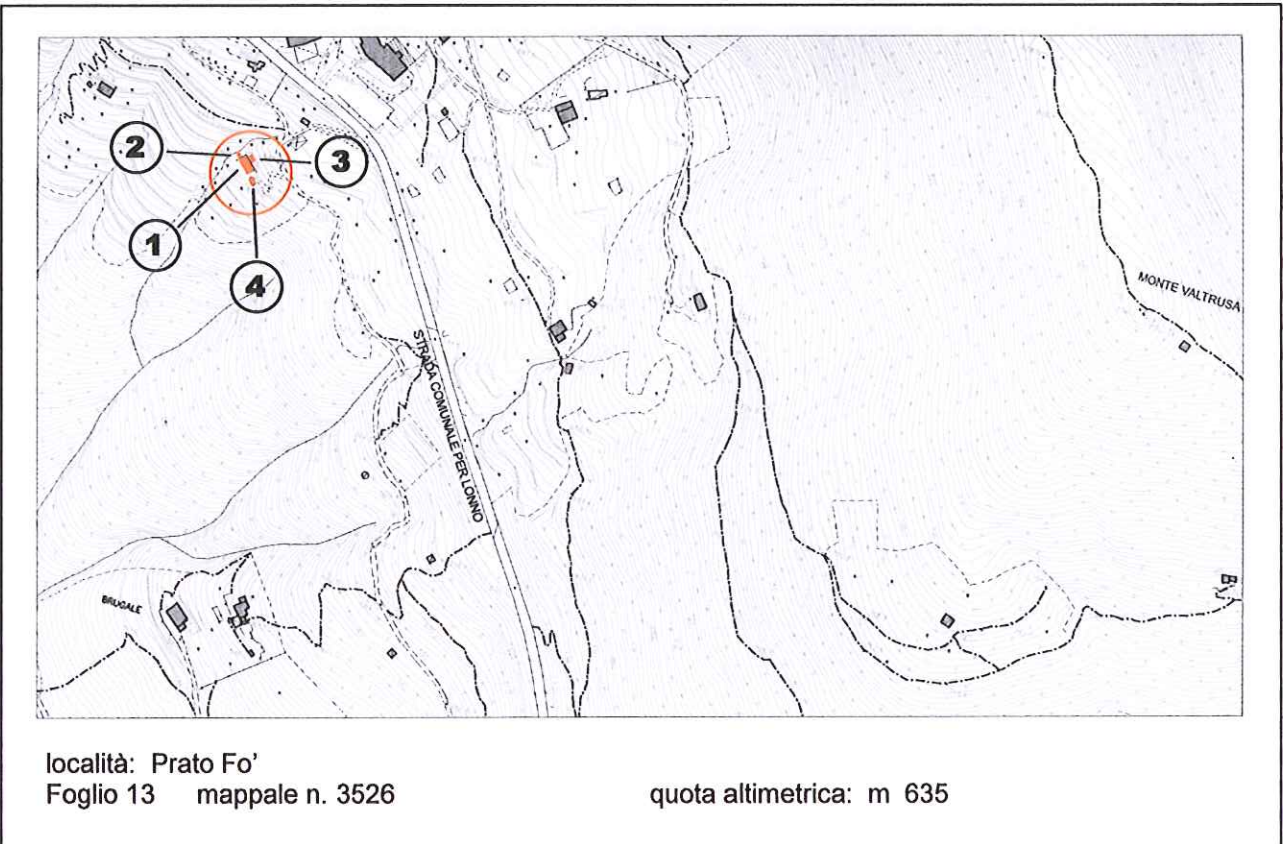 2
3
1
4
MONTE VALTRUSA
STRADA COMUNALE PER LONNO
BRUGALE
località: Prato Fo'
Foglio 13 mappale n. 3526 quota altimetrica: m 635